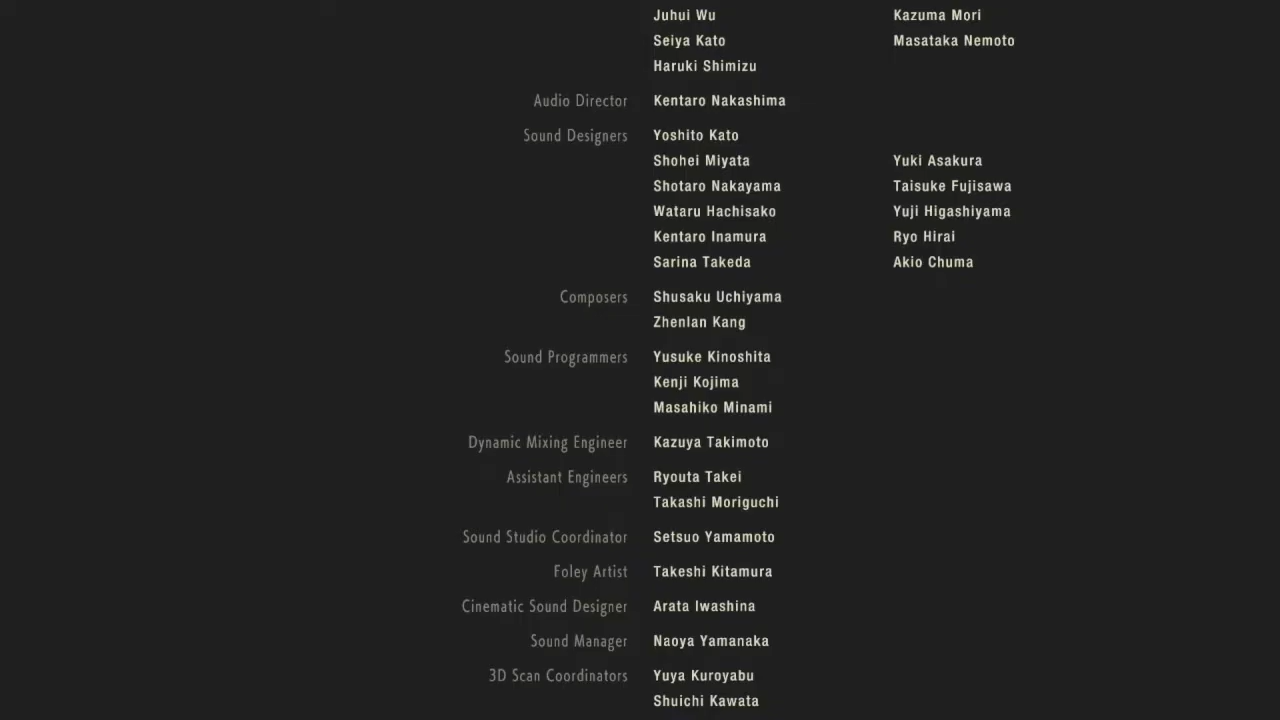 Juhui Wu Kazuma Mori
Seiya Kato Masataka Nemoto
Haruki Shimizu
Audio Director Kentaro Nakashima
Sound Designers Yoshito Kato
Shohei Miyata Yuki Asakura
Shotaro Nakayama Taisuke Fujisawa
Wataru Hachisako Yuji Higashiyama
Kentaro Inamura Ryo Hirai
Sarina Takeda Akio Chuma
Composers Shusaku Uchiyama
Zhenlan Kang
Sound Programmers Yusuke Kinoshita
Kenji Kojima
Masahiko Minami
Dynamic Mixing Engineer Kazuya Takimoto
Assistant Engineers Ryouta Takei
Takashi Moriguchi
Sound Studio Coordinator Setsuo Yamamoto
Foley Artist Takeshi Kitamura
Cinematic Sound Designer Arata Iwashina
Sound Manager Naoya Yamanaka
3D Scan Coordinators Yuya Kuroyabu
Shuichi Kawata